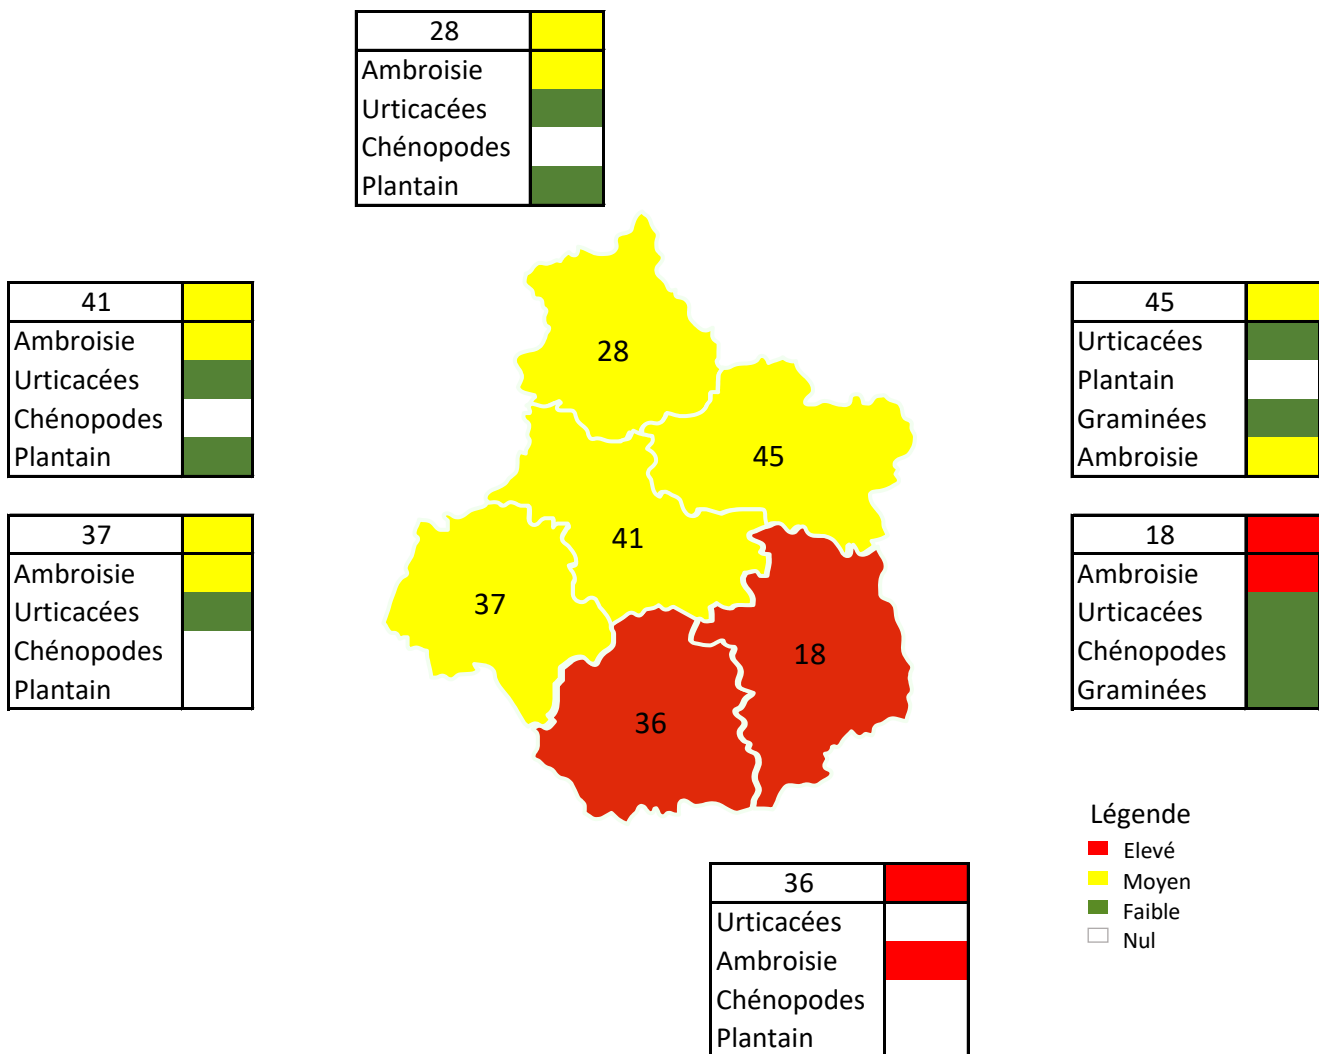 28
Ambroisie
Urticacées
Chénopodes
Plantain
41
Ambroisie
Urticacées
Chénopodes
Plantain
45
Urticacées
Plantain
Graminées
Ambroisie
37
Ambroisie
Urticacées
Chénopodes
Plantain
18
Ambroisie
Urticacées
Chénopodes
Graminées
28
45
41
37
18
36
Légende
Elevé
Moyen
Faible
Nul
36
Urticacées
Ambroisie
Chénopodes
Plantain